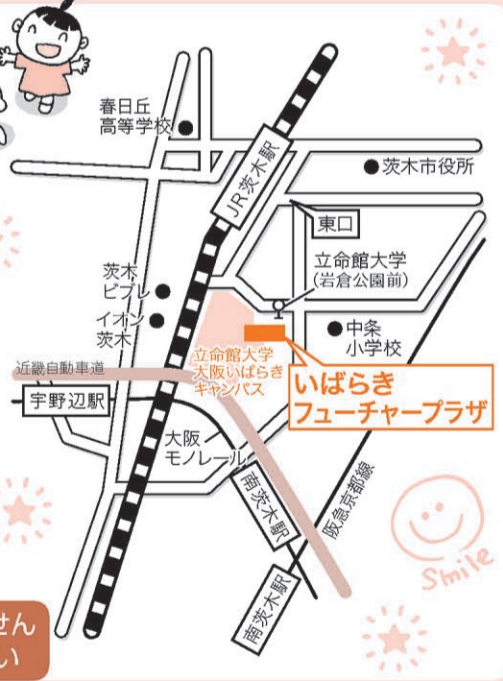 春日丘
高等学校
JR茨木駅
茨木市役所
東口
立命館大学
(岩倉公園前)
茨木
ビブレ
イオン
茨木
中条
小学校
近畿自動車道
立命館大学
大阪いばらき
キャンパス
いばらき
フューチャープラザ
宇野辺駅
大阪
モノレール
南茨木駅
阪急京都線
南茨木駅
Smile
せん
い